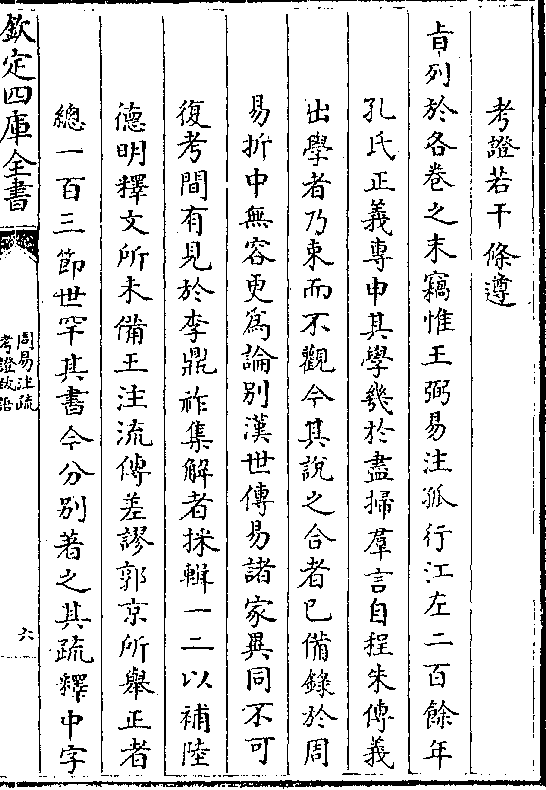 考證若干條遵
旨列於各卷之末竊惟王弼易注孤行江左二百餘年
孔氏正義專申其學幾於盡掃羣言自程朱傳義
出學者乃束而不觀今其說之合者已備錄於周
易折中無容更為論別漢世傳易諸家異同不可
復考間有見於李鼎祚集解者採輯一二以補陸
德明釋文所未備王注流傳差謬郭京所舉正者
總一百三節世罕其書今分別著之其疏釋中字
欽定四庫全書
周易注疏
考證跋語
六